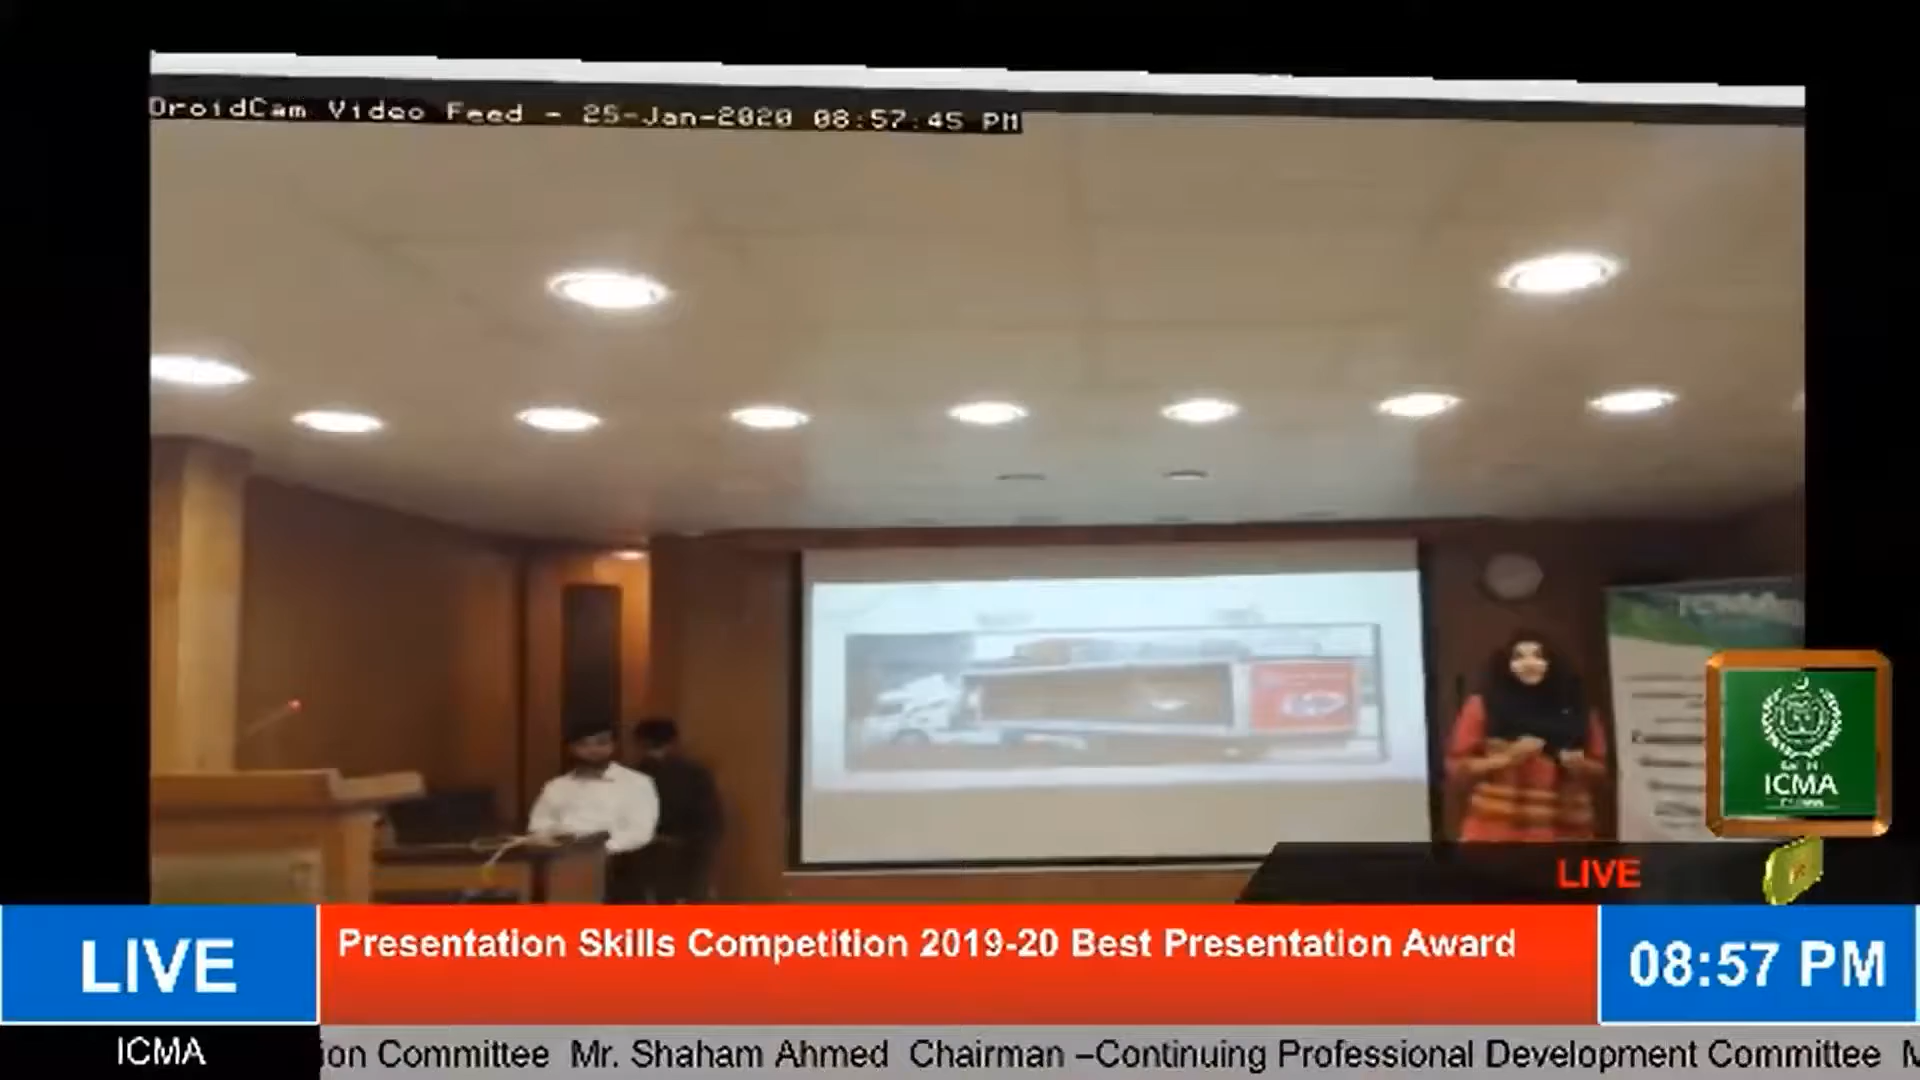 DroidCam Video Feed - 25-Jan-2020 08:57:45 PM
ICMA
LIVE
LIVE
Presentation Skills Competition 2019-20 Best Presentation Award
08:57 PM
ICMA
ion Committee Mr. Shaham Ahmed Chairman –Continuing Professional Development Committee